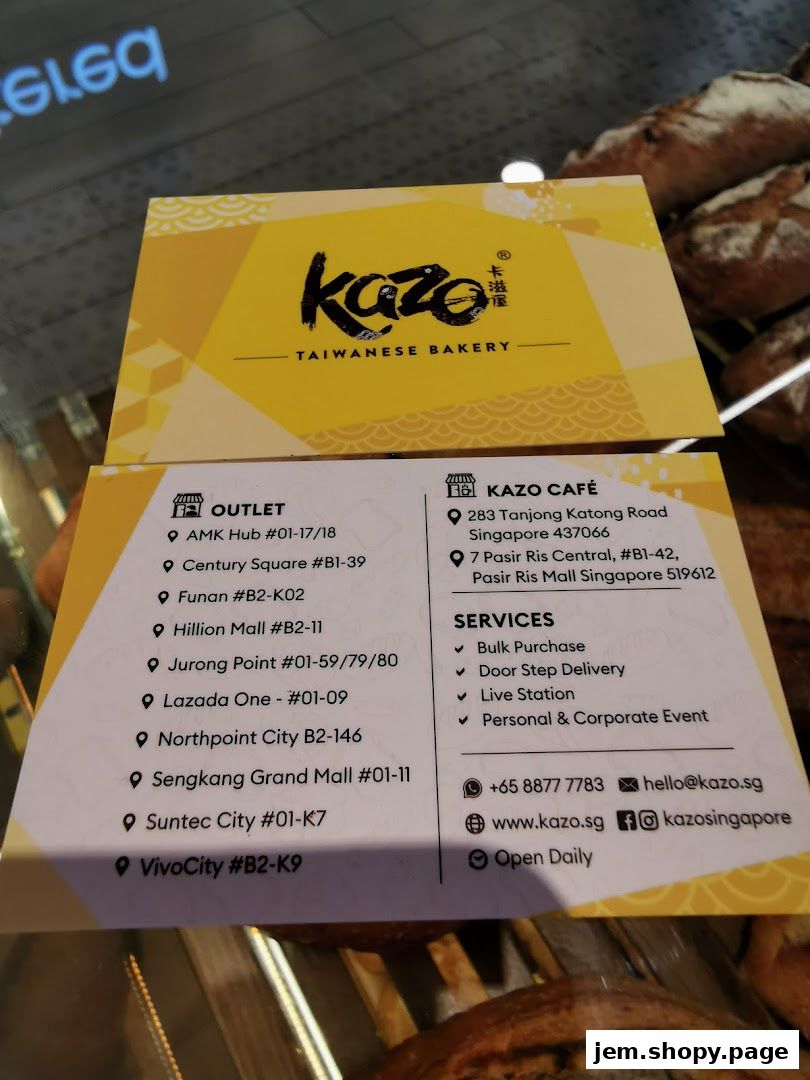 kazo®
卡滋屋
TAIWANESE BAKERY
OUTLET
AMK Hub #01-17/18
Century Square #B1-39
Funan #B2-K02
Hillion Mall #B2-11
Jurong Point #01-59/79/80
Lazada One - #01-09
Northpoint City B2-146
Sengkang Grand Mall #01-11
Suntec City #01-K7
VivoCity #B2-K9
KAZO CAFÉ
283 Tanjong Katong Road
Singapore 437066
7 Pasir Ris Central, #B1-42,
Pasir Ris Mall Singapore 519612
SERVICES
Bulk Purchase
Door Step Delivery
Live Station
Personal & Corporate Event
+65 8877 7783 hello@kazo.sg
www.kazo.sg kazosingapore
Open Daily
jem.shopy.page